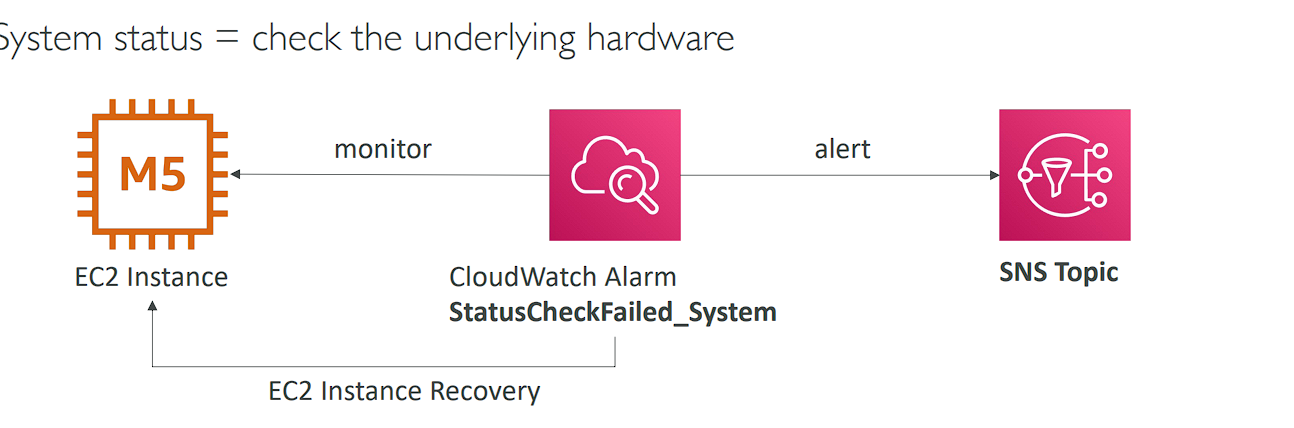 System status = check the underlying hardware
M5
monitor
alert
EC2 Instance
CloudWatch Alarm
StatusCheckFailed_System
SNS Topic
EC2 Instance Recovery